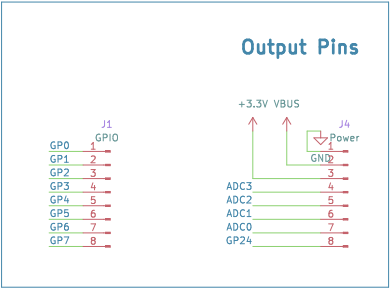 Output Pins
+3.3V VBUS
J1
GPIO
GP0 1
GP1 2
GP2 3
GP3 4
GP4 5
GP5 6
GP6 7
GP7 8
J4
Power
1
GND 2
3
ADC3 4
ADC2 5
ADC1 6
ADC0 7
GP24 8